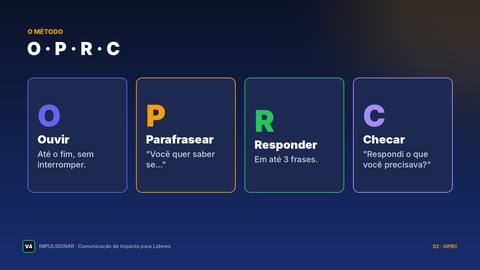 O MÉTODO
O · P · R · C
O
Ouvir
Até o fim, sem
interromper.
P
Parafrasear
"Você quer saber
se..."
R
Responder
Em até 3 frases.
C
Checar
"Respondi o que
você precisava?"
V4 IMPULSIONAR · Comunicação de Impacto para Líderes
02 · OPRC